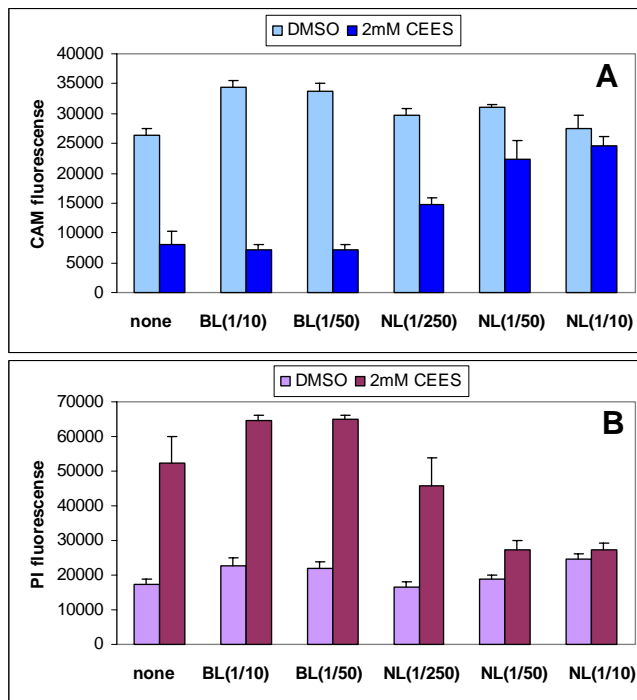 DMSO 2mM CEES
A
40000
35000
30000
25000
20000
15000
10000
5000
0
CAM fluorescense
none BL(1/10) BL(1/50) NL(1/250) NL(1/50) NL(1/10)
DMSO 2mM CEES
B
70000
60000
50000
40000
30000
20000
10000
0
PI fluorescense
none BL(1/10) BL(1/50) NL(1/250) NL(1/50) NL(1/10)